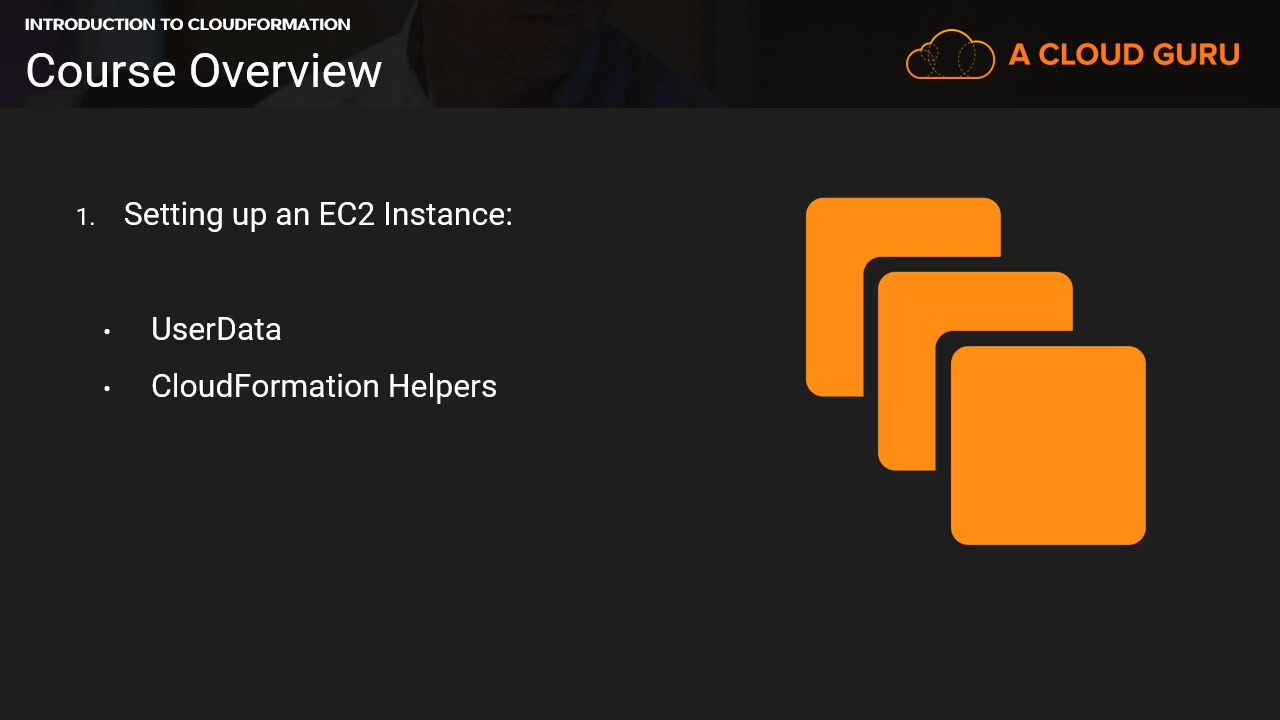 INTRODUCTION TO CLOUDFORMATION
Course Overview
A CLOUD GURU
1. Setting up an EC2 Instance:
• UserData
• CloudFormation Helpers